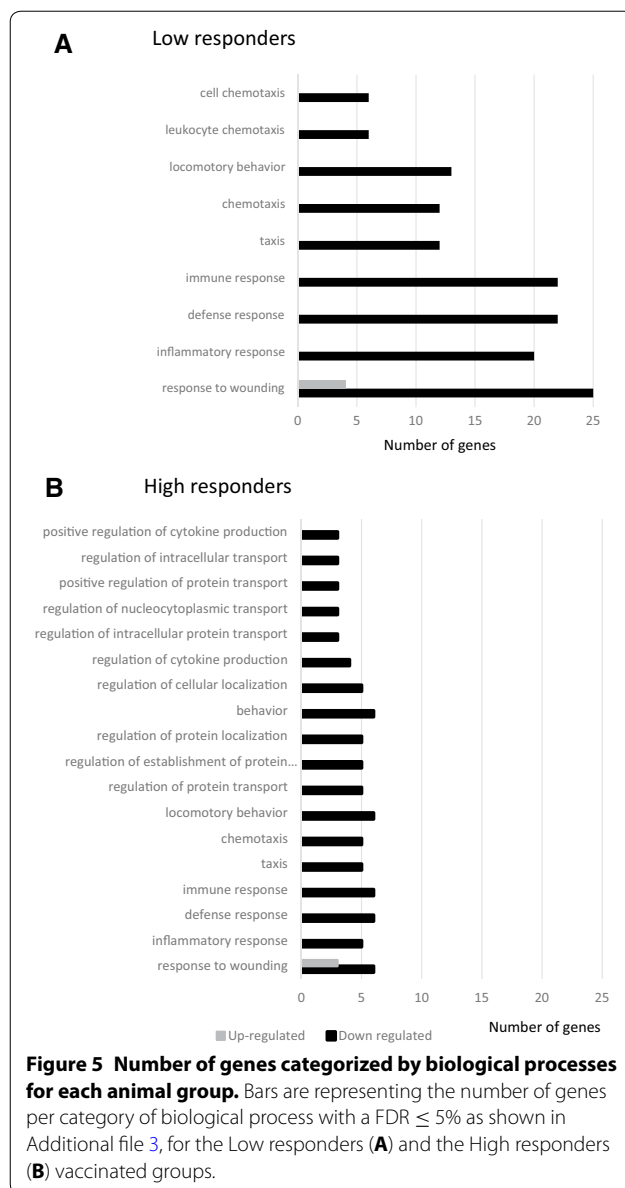 A
Low responders
cell chemotaxis
leukocyte chemotaxis
locomotory behavior
chemotaxis
taxis
immune response
defense response
inflammatory response
response to wounding
0 5 10 15 20 25
Number of genes
B
High responders
positive regulation of cytokine production
regulation of intracellular transport
positive regulation of protein transport
regulation of nucleocytoplasmic transport
regulation of intracellular protein transport
regulation of cytokine production
regulation of cellular localization
behavior
regulation of protein localization
regulation of establishment of protein...
regulation of protein transport
locomotory behavior
chemotaxis
taxis
immune response
defense response
inflammatory response
response to wounding
0 5 10 15 20 25
Up-regulated Down regulated Number of genes
Figure 5 Number of genes categorized by biological processes
for each animal group. Bars are representing the number of genes
per category of biological process with a FDR ≤ 5% as shown in
Additional file 3, for the Low responders (A) and the High responders
(B) vaccinated groups.